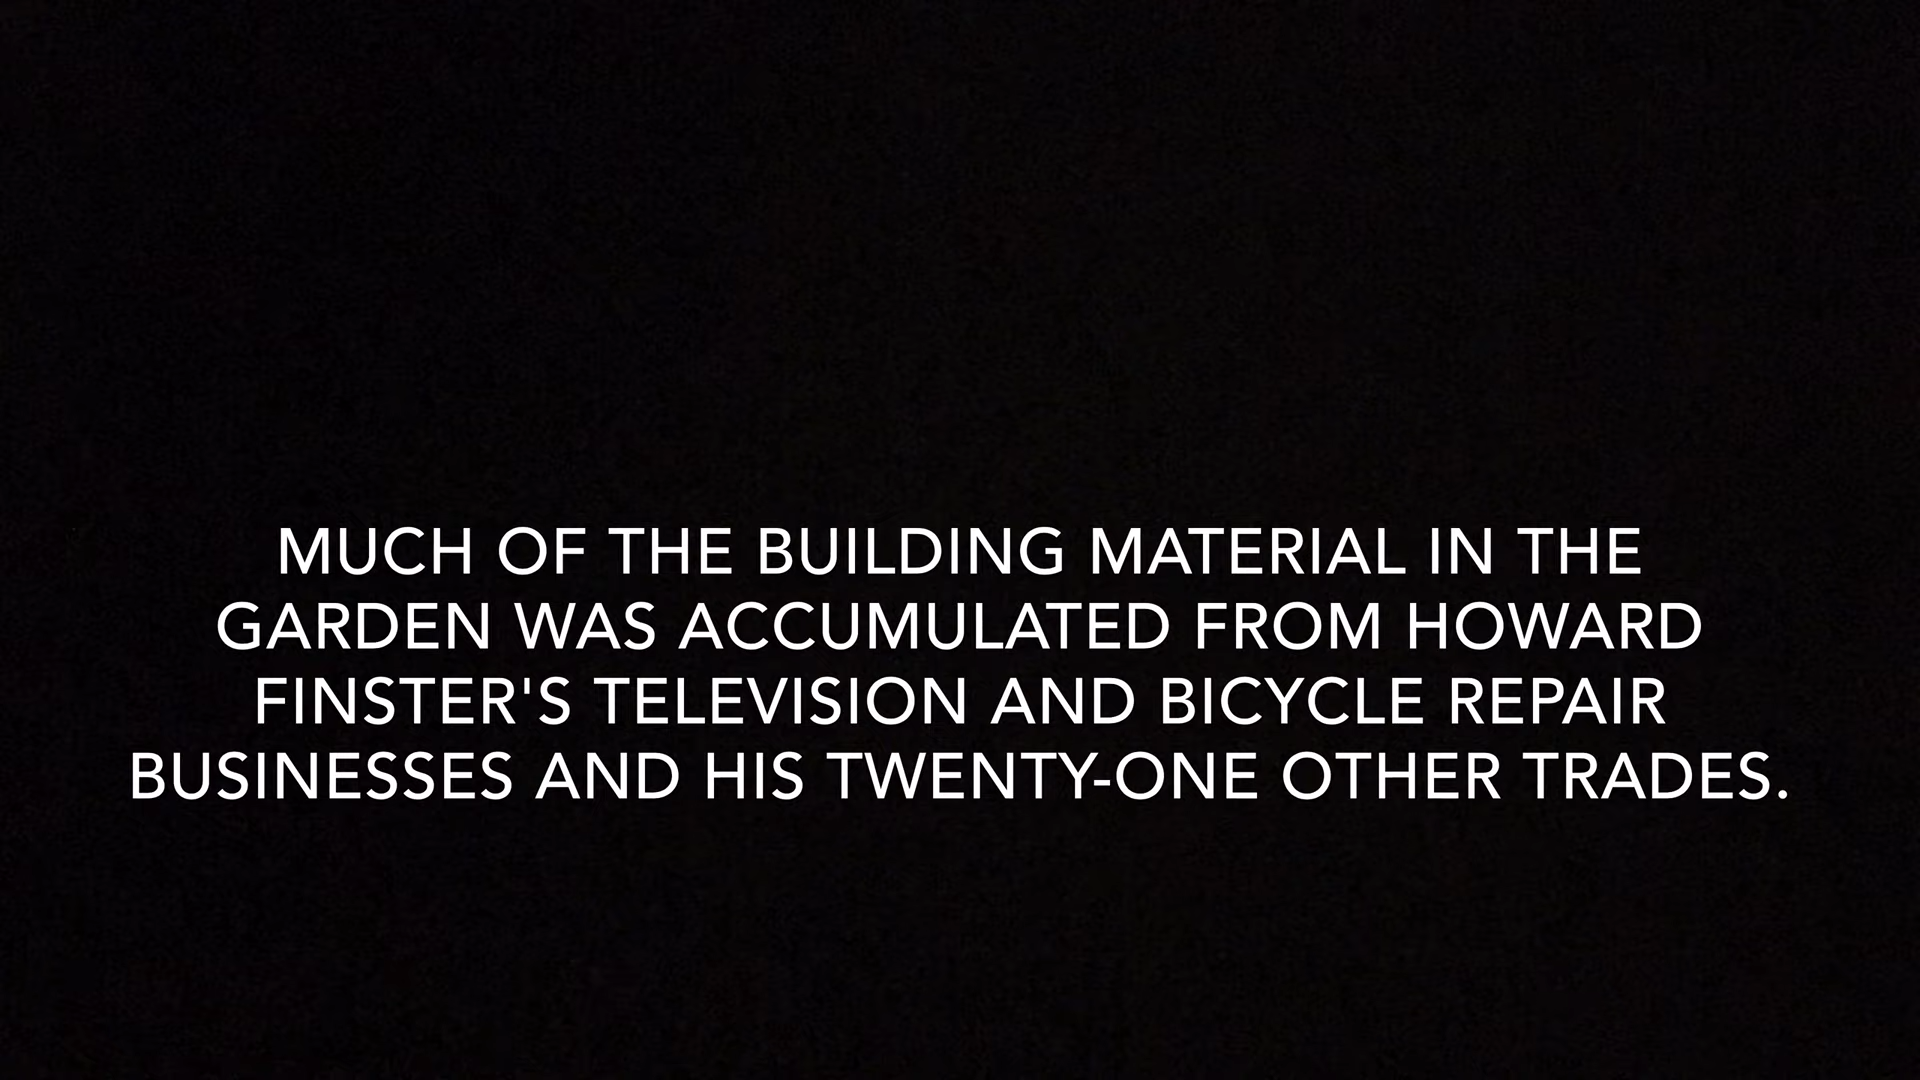 MUCH OF THE BUILDING MATERIAL IN THE
GARDEN WAS ACCUMULATED FROM HOWARD
FINSTER'S TELEVISION AND BICYCLE REPAIR
BUSINESSES AND HIS TWENTY-ONE OTHER TRADES.